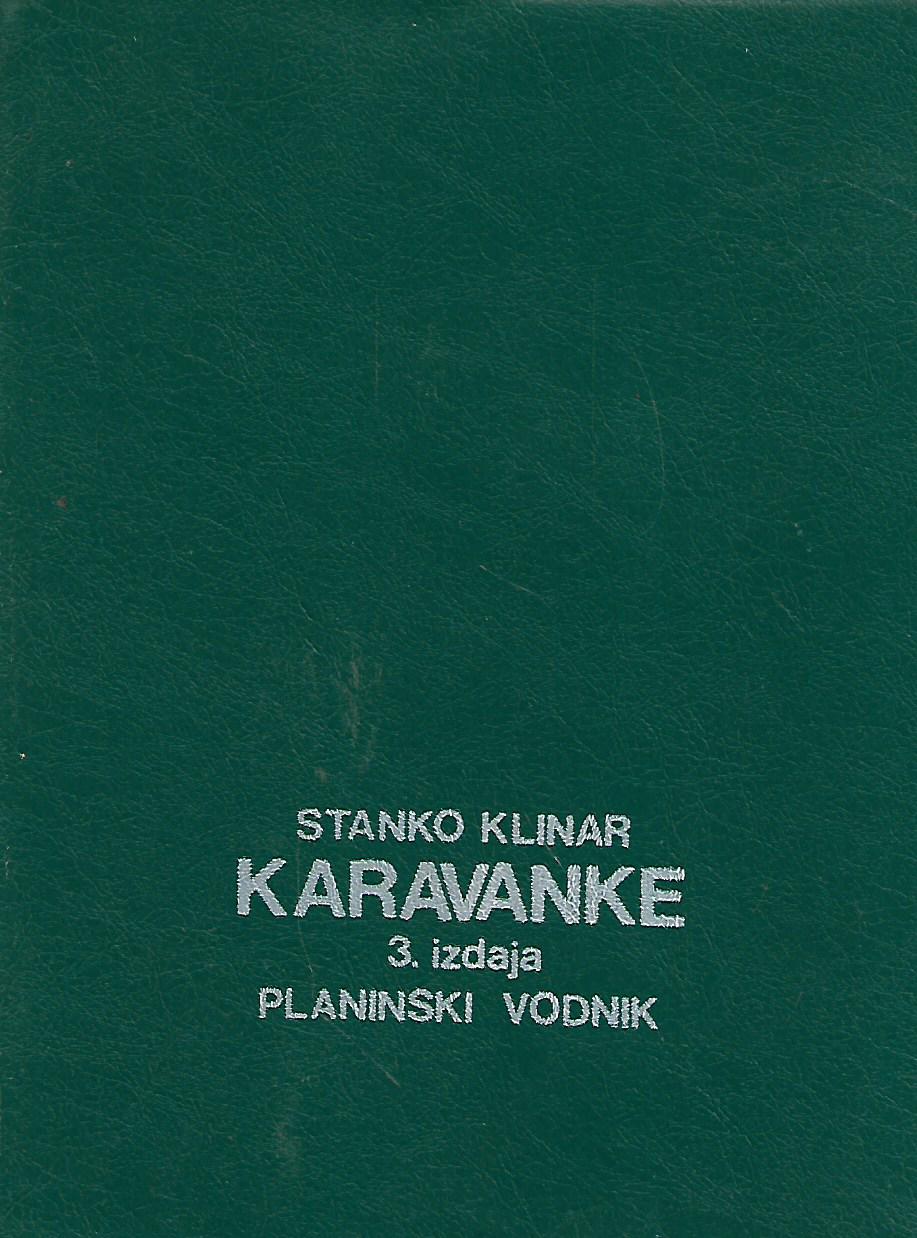 STANKO KLINAR
KARAVANKE
3. izdaja
PLANINSKI VODNIK